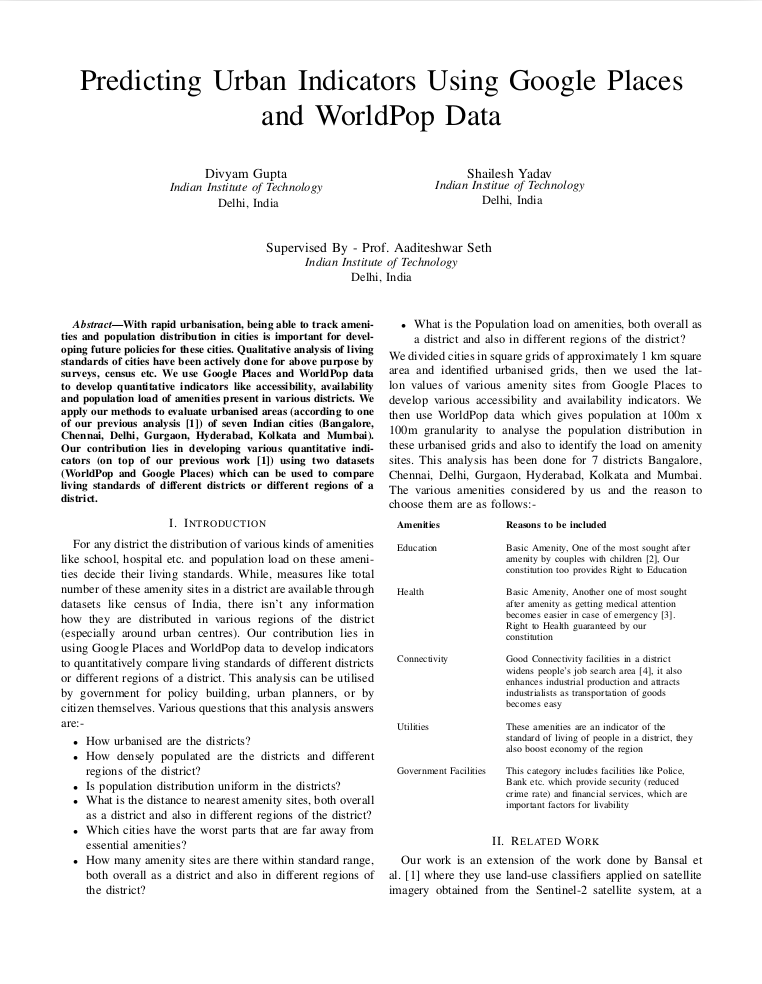 Predicting Urban Indicators Using Google Places
and WorldPop Data
Divyam Gupta
Indian Institute of Technology
Delhi, India
Shailesh Yadav
Indian Institue of Technology
Delhi, India
Supervised By - Prof. Aaditeshwar Seth
Indian Institute of Technology
Delhi, India
Abstract—With rapid urbanisation, being able to track ameni-
ties and population distribution in cities is important for devel-
oping future policies for these cities. Qualitative analysis of living
standards of cities have been actively done for above purpose by
surveys, census etc. We use Google Places and WorldPop data
to develop quantitative indicators like accessibility, availability
and population load of amenities present in various districts. We
apply our methods to evaluate urbanised areas (according to one
of our previous analysis [1]) of seven Indian cities (Bangalore,
Chennai, Delhi, Gurgaon, Hyderabad, Kolkata and Mumbai).
Our contribution lies in developing various quantitative indi-
cators (on top of our previous work [1]) using two datasets
(WorldPop and Google Places) which can be used to compare
living standards of different districts or different regions of a
district.
I. INTRODUCTION
For any district the distribution of various kinds of amenities
like school, hospital etc. and population load on these ameni-
ties decide their living standards. While, measures like total
number of these amenity sites in a district are available through
datasets like census of India, there isn't any information
how they are distributed in various regions of the district
(especially around urban centres). Our contribution lies in
using Google Places and WorldPop data to develop indicators
to quantitatively compare living standards of different districts
or different regions of a district. This analysis can be utilised
by government for policy building, urban planners, or by
citizen themselves. Various questions that this analysis answers
are:-
• How urbanised are the districts?
• How densely populated are the districts and different
regions of the district?
• Is population distribution uniform in the districts?
• What is the distance to nearest amenity sites, both overall
as a district and also in different regions of the district?
• Which cities have the worst parts that are far away from
essential amenities?
• How many amenity sites are there within standard range,
both overall as a district and also in different regions of
the district?
• What is the Population load on amenities, both overall as
a district and also in different regions of the district?
We divided cities in square grids of approximately 1 km square
area and identified urbanised grids, then we used the lat-
lon values of various amenity sites from Google Places to
develop various accessibility and availability indicators. We
then use WorldPop data which gives population at 100m x
100m granularity to analyse the population distribution in
these urbanised grids and also to identify the load on amenity
sites. This analysis has been done for 7 districts Bangalore,
Chennai, Delhi, Gurgaon, Hyderabad, Kolkata and Mumbai.
The various amenities considered by us and the reason to
choose them are as follows:-
Amenities Reasons to be included
Education Basic Amenity, One of the most sought after
amenity by couples with children [2], Our
constitution too provides Right to Education
Health Basic Amenity, Another one of most sought
after amenity as getting medical attention
becomes easier in case of emergency [3].
Right to Health guaranteed by our
constitution
Connectivity Good Connectivity facilities in a district
widens people's job search area [4], it also
enhances industrial production and attracts
industrialists as transportation of goods
becomes easy
Utilities These amenities are an indicator of the
standard of living of people in a district, they
also boost economy of the region
Government Facilities This category includes facilities like Police,
Bank etc. which provide security (reduced
crime rate) and financial services, which are
important factors for livability
II. RELATED WORK
Our work is an extension of the work done by Bansal et
al. [1] where they use land-use classifiers applied on satellite
imagery obtained from the Sentinel-2 satellite system, at a